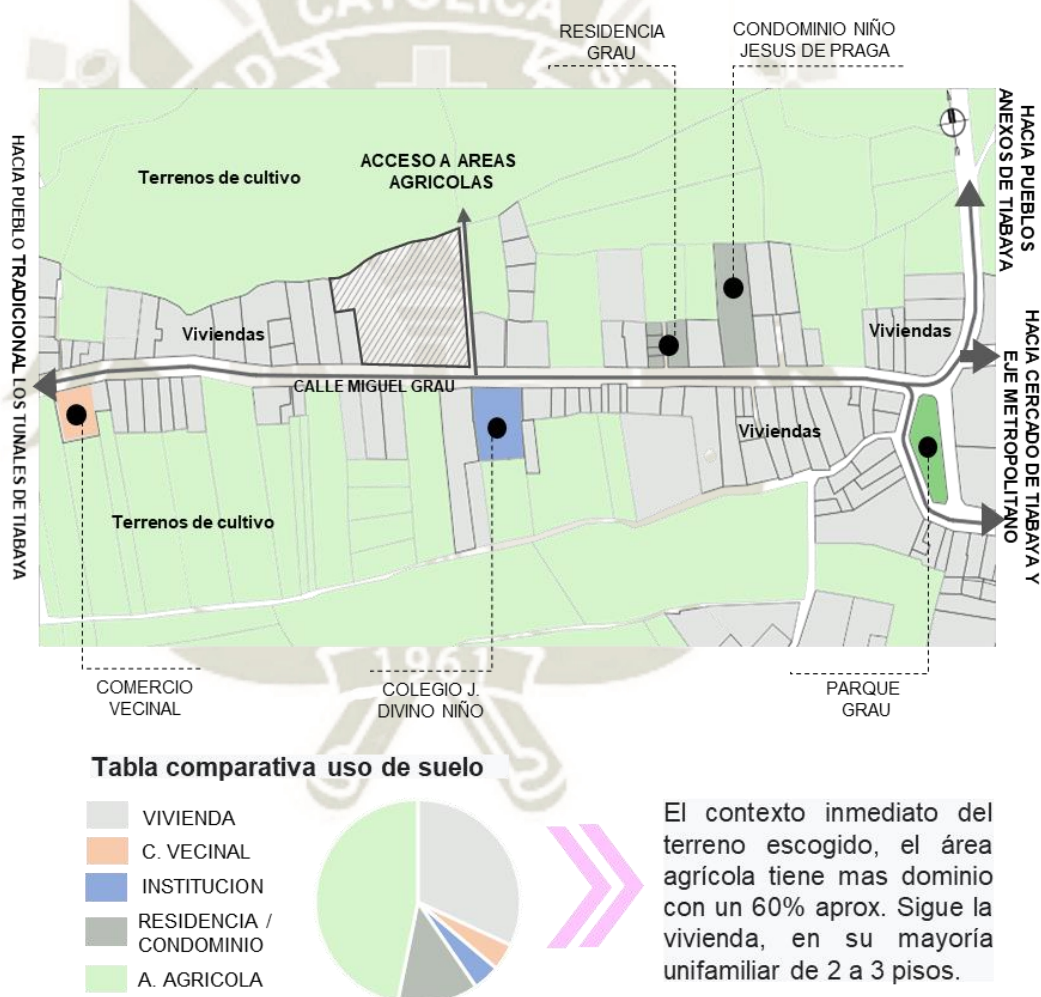 CATOLICA
RESIDENCIA
GRAU
CONDOMINIO NIÑO
JESUS DE PRAGA
HACIA PUEBLOS
ANEXOS DE TIABAYA
HACIA PUEBLO TRADICIONAL LOS TUNALES DE TIABAYA
Terrenos de cultivo
ACCESO A AREAS
AGRICOLAS
Viviendas
Viviendas
HACIA CERCADO DE TIABAYA Y
EJE METROPOLITANO
CALLE MIGUEL GRAU
Viviendas
Terrenos de cultivo
1961
COMERCIO
VECINAL
COLEGIO J.
DIVINO NIÑO
PARQUE
GRAU
Tabla comparativa uso de suelo
VIVIENDA
C. VECINAL
INSTITUCION
RESIDENCIA /
CONDOMINIO
A. AGRICOLA
El contexto inmediato del
terreno escogido, el área
agrícola tiene mas dominio
con un 60% aprox. Sigue la
vivienda, en su mayoría
unifamiliar de 2 a 3 pisos.